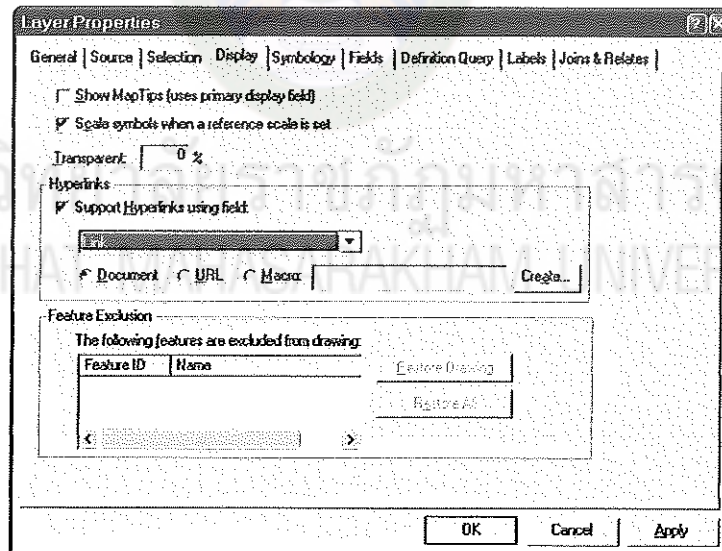 Layer Properties
General Source Selection Display Symbology Fields Definition Query Labels Joins & Relates
Show MapTips (uses primary display field)
Scale symbols when a reference scale is set
Transparent: 0 %
Hyperlinks
Support Hyperlinks using field:
Link
Document URL Macro: Create...
Feature Exclusion
The following features are excluded from drawing:
Feature ID Name
Restore Drawing
Restore All
OK Cancel Apply